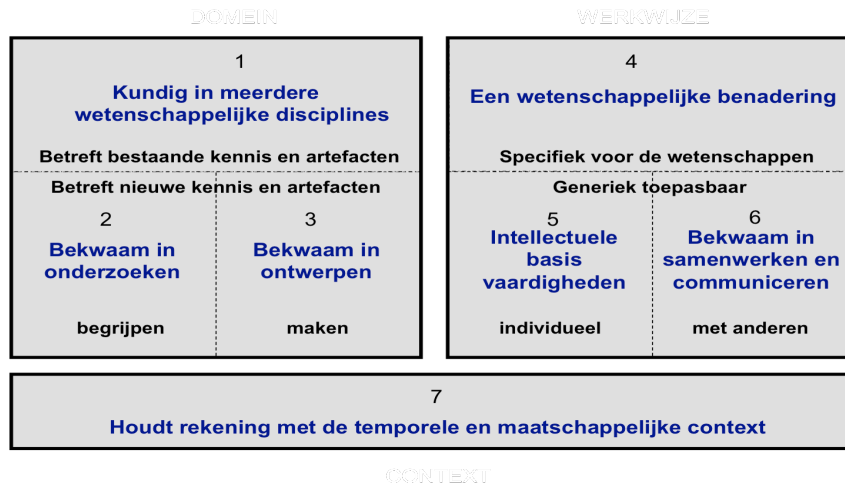 DOMEIN
WERKWIJZE
1
Kundig in meerdere
wetenschappelijke disciplines
Betreft bestaande kennis en artefacten
Betreft nieuwe kennis en artefacten
2
Bekwaam in
onderzoeken
begrijpen
3
Bekwaam in
ontwerpen
maken
4
Een wetenschappelijke benadering
Specifiek voor de wetenschappen
Generiek toepasbaar
5
Intellectuele
basis
vaardigheden
individueel
6
Bekwaam in
samenwerken en
communiceren
met anderen
7
Houdt rekening met de temporele en maatschappelijke context
CONTEXT